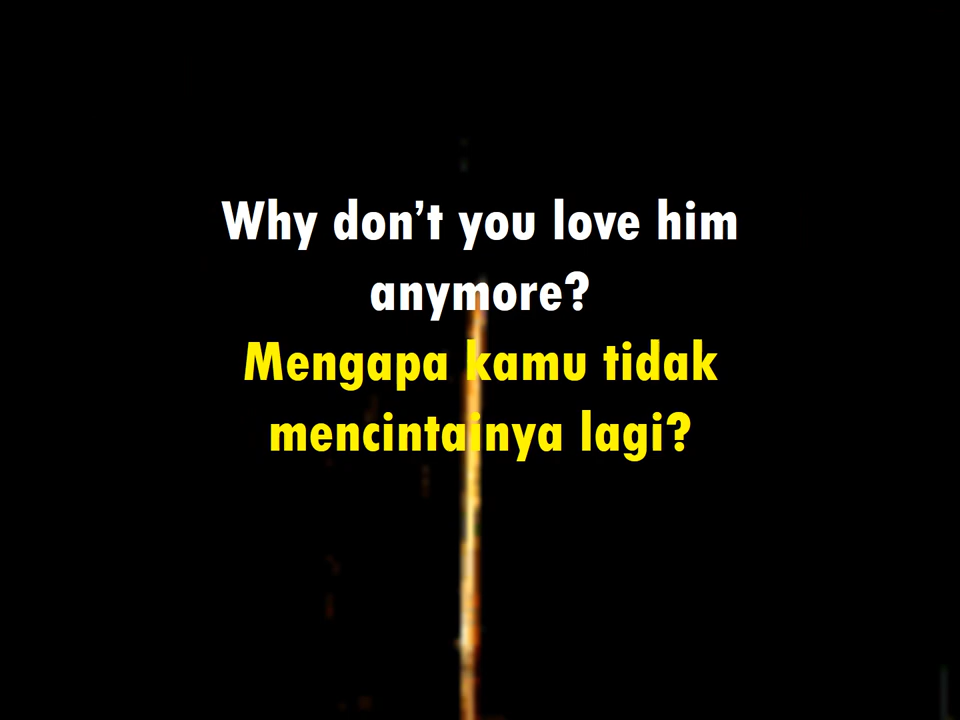 Why don’t you love him
anymore?
Mengapa kamu tidak
mencintainya lagi?